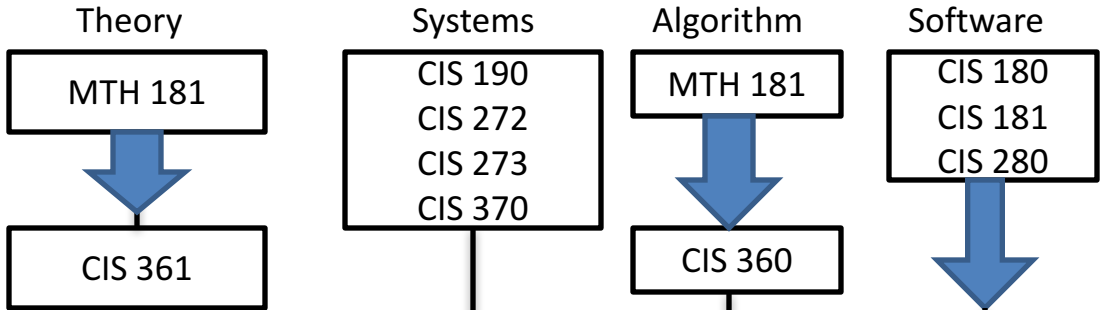 Theory
MTH 181
CIS 361
Systems
CIS 190
CIS 272
CIS 273
CIS 370
Algorithm
MTH 181
CIS 360
Software
CIS 180
CIS 181
CIS 280